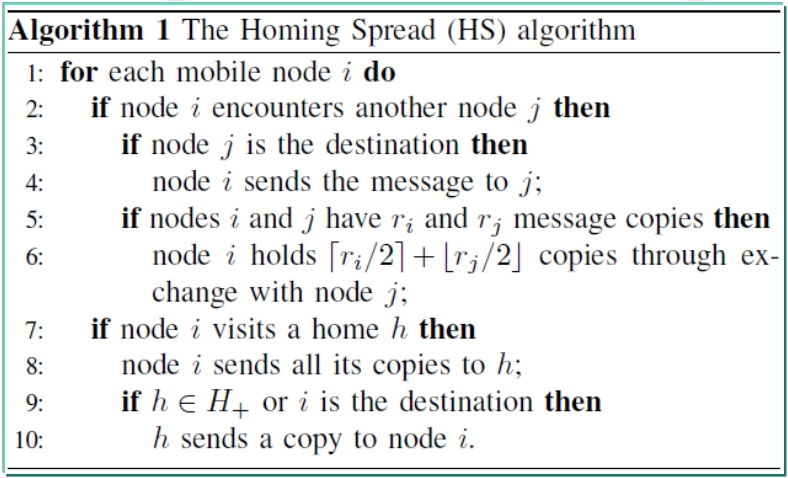 Algorithm 1 The Homing Spread (HS) algorithm
1: for each mobile node i do
2: if node i encounters another node j then
3: if node j is the destination then
4: node i sends the message to j;
5: if nodes i and j have r_i and r_j message copies then
6: node i holds ⌈r_i/2⌉+⌊r_j/2⌋ copies through ex-
change with node j;
7: if node i visits a home h then
8: node i sends all its copies to h;
9: if h ∈ H_+ or i is the destination then
10: h sends a copy to node i.